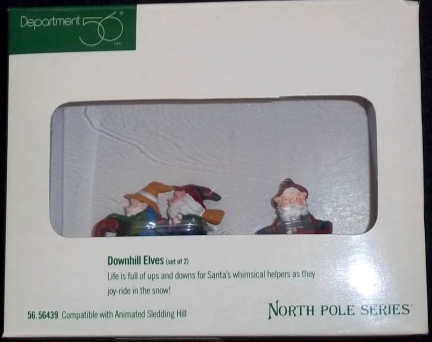 Department 56®
Downhill Elves (set of 2)
Life is full of ups and downs for Santa's whimsical helpers as they
joy-ride in the snow!
56.56439 Compatible with Animated Sledding Hill
NORTH POLE SERIES™